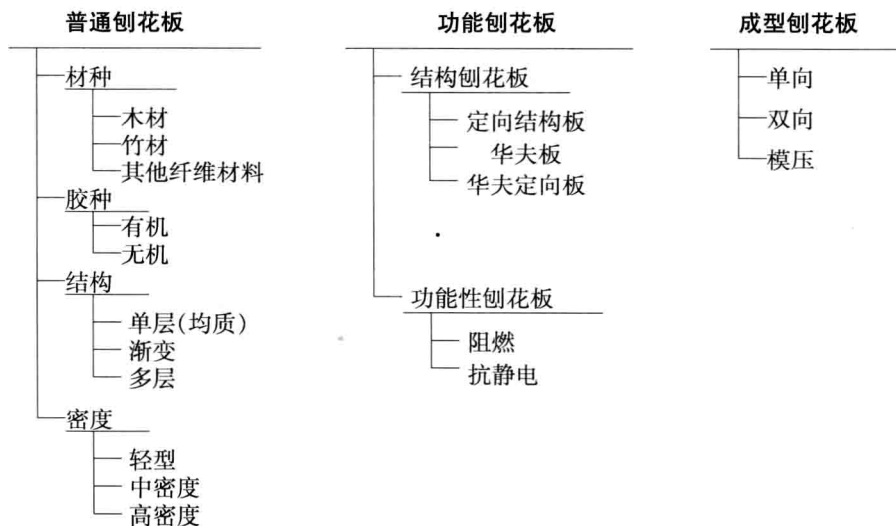 普通刨花板
材种
木材
竹材
其他纤维材料
胶种
有机
无机
结构
单层(均质)
渐变
多层
密度
轻型
中密度
高密度
功能刨花板
结构刨花板
定向结构板
华夫板
华夫定向板
功能性刨花板
阻燃
抗静电
成型刨花板
单向
双向
模压